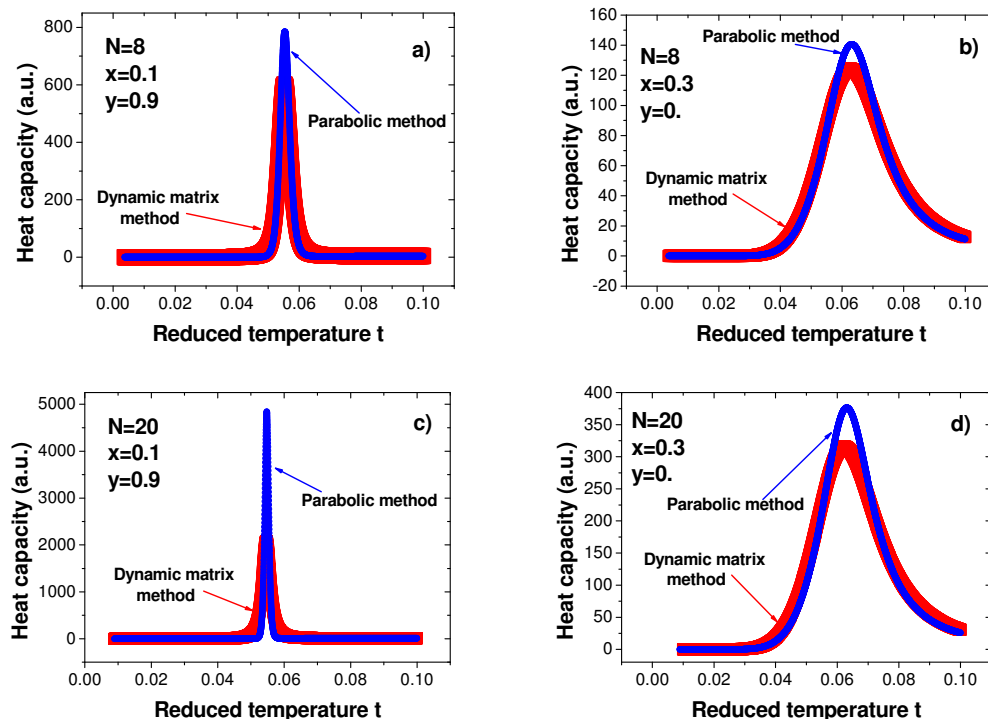 a)
N=8
x=0.1
y=0.9
Parabolic method
Dynamic matrix
method
Heat capacity (a.u.)
800
600
400
200
0
0.00 0.02 0.04 0.06 0.08 0.10
Reduced temperature t
b)
N=8
x=0.3
y=0.
Parabolic method
Dynamic matrix
method
Heat capacity (a.u.)
160
140
120
100
80
60
40
20
0
-20
0.00 0.02 0.04 0.06 0.08 0.10
Reduced temperature t
c)
N=20
x=0.1
y=0.9
Parabolic method
Dynamic matrix
method
Heat capacity (a.u.)
5000
4000
3000
2000
1000
0
0.00 0.02 0.04 0.06 0.08 0.10
Reduced temperature t
d)
N=20
x=0.3
y=0.
Parabolic method
Dynamic matrix
method
Heat capacity (a.u.)
400
350
300
250
200
150
100
50
0
0.00 0.02 0.04 0.06 0.08 0.10
Reduced temperature t